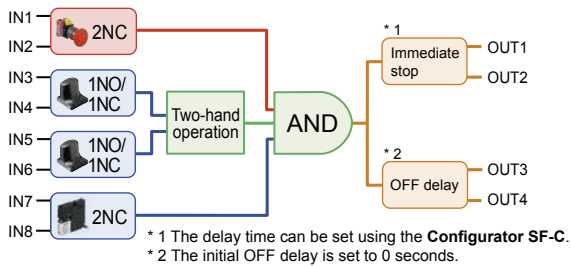 IN1
IN2
2NC
IN3
IN4
1NO/
1NC
IN5
IN6
1NO/
1NC
IN7
IN8
2NC
Two-hand
operation
AND
* 1
Immediate
stop
OUT1
OUT2
* 2
OFF delay
OUT3
OUT4
* 1 The delay time can be set using the Configurator SF-C.
* 2 The initial OFF delay is set to 0 seconds.